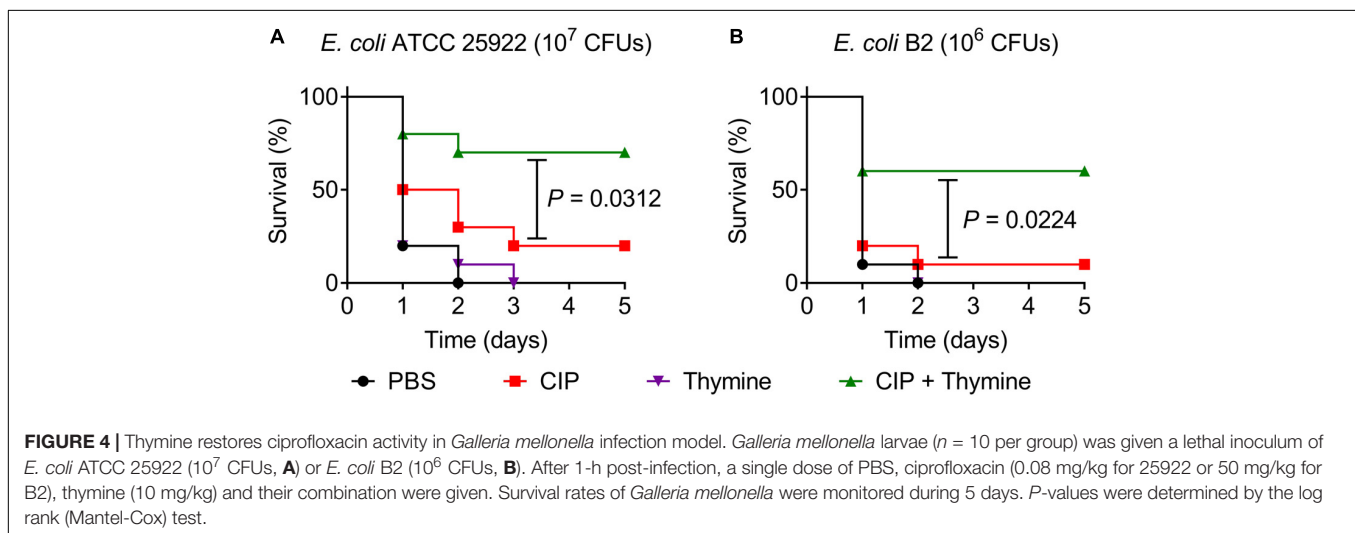 A E. coli ATCC 25922 (10⁷ CFUs)
B E. coli B2 (10⁶ CFUs)
Survival (%)
100
50
0
0 1 2 3 4 5
Time (days)
P = 0.0312
Survival (%)
100
50
0
0 1 2 3 4 5
Time (days)
P = 0.0224
PBS CIP Thymine CIP + Thymine
FIGURE 4 | Thymine restores ciprofloxacin activity in Galleria mellonella infection model. Galleria mellonella larvae (n = 10 per group) was given a lethal inoculum of
E. coli ATCC 25922 (10⁷ CFUs, A) or E. coli B2 (10⁶ CFUs, B). After 1-h post-infection, a single dose of PBS, ciprofloxacin (0.08 mg/kg for 25922 or 50 mg/kg for
B2), thymine (10 mg/kg) and their combination were given. Survival rates of Galleria mellonella were monitored during 5 days. P-values were determined by the log
rank (Mantel-Cox) test.